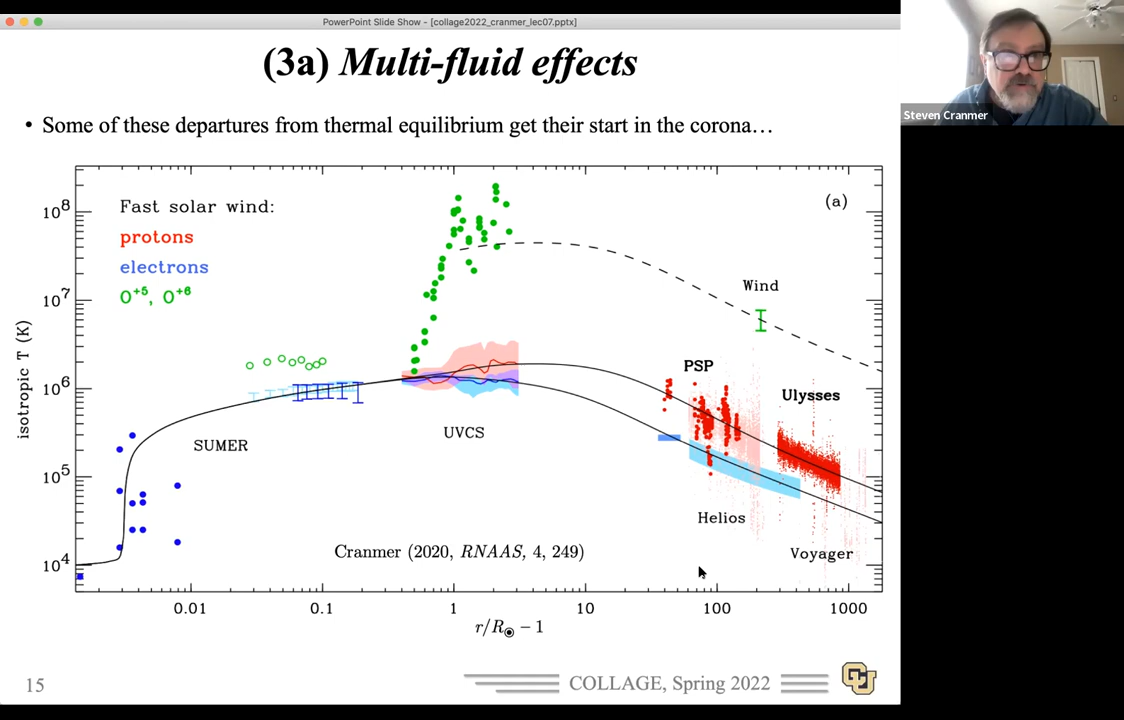 PowerPoint Slide Show - [collage2022_cranmer_lec07.pptx]
(3a) Multi-fluid effects
Steven Cranmer
• Some of these departures from thermal equilibrium get their start in the corona…
(a)
Fast solar wind:
protons
electrons
O+5, O+6
10^8
10^7
10^6
10^5
10^4
isotropic T (K)
Wind
PSP
Ulysses
SUMER
UVCS
Helios
Voyager
Cranmer (2020, RNAAS, 4, 249)
0.01 0.1 1 10 100 1000
r/R⊙ − 1
15
COLLAGE, Spring 2022
CU